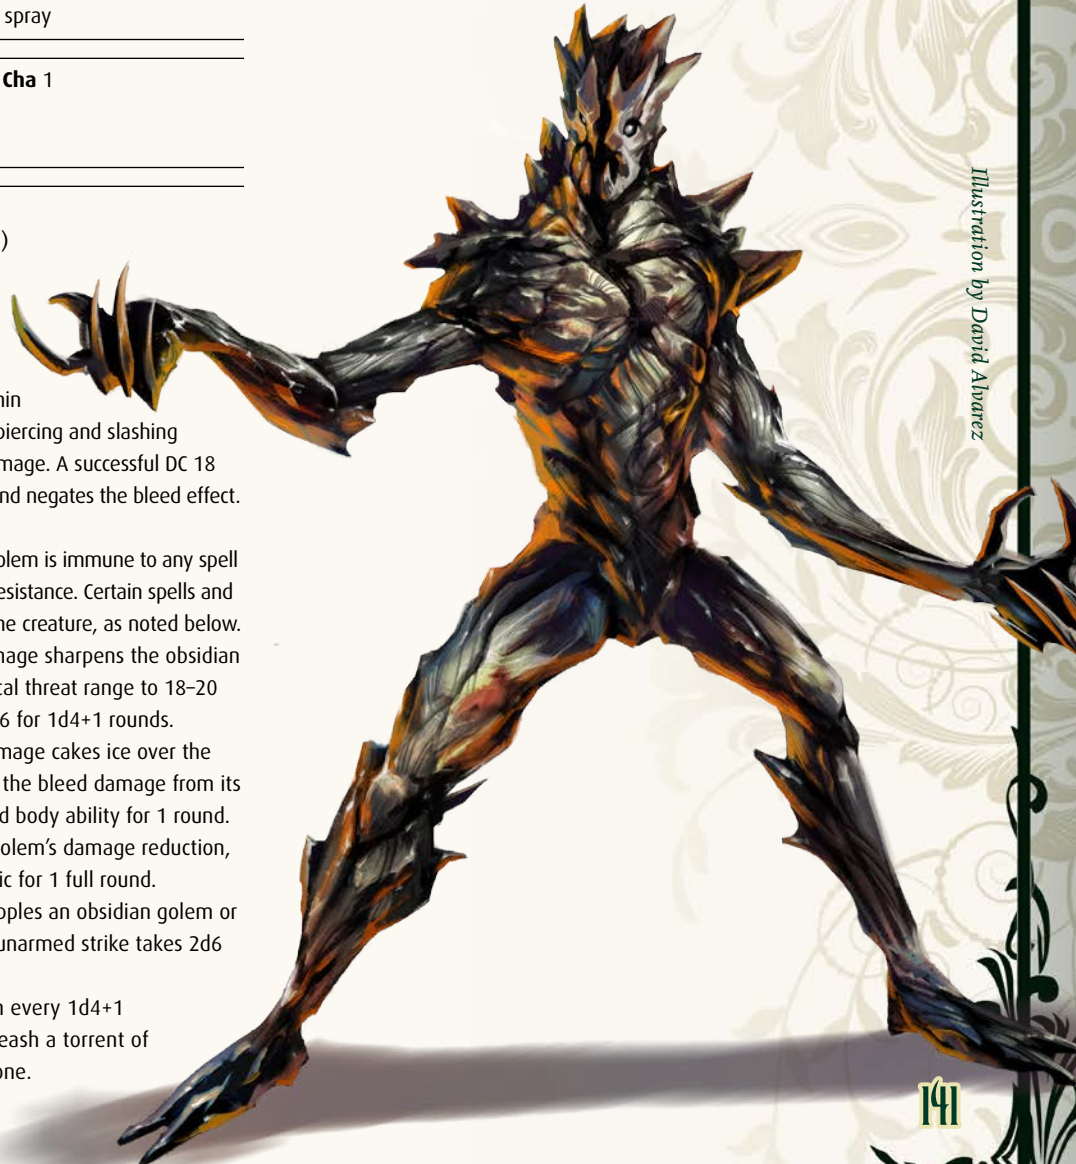 spray
Cha 1
)
hin
piercing and slashing
mage. A successful DC 18
nd negates the bleed effect.
olem is immune to any spell
esistance. Certain spells and
he creature, as noted below.
mage sharpens the obsidian
cal threat range to 18–20
6 for 1d4+1 rounds.
mage cakes ice over the
the bleed damage from its
d body ability for 1 round.
olem’s damage reduction,
ic for 1 full round.
pples an obsidian golem or
unarmed strike takes 2d6
n every 1d4+1
eash a torrent of
one.
Illustration by David Alvarez
141